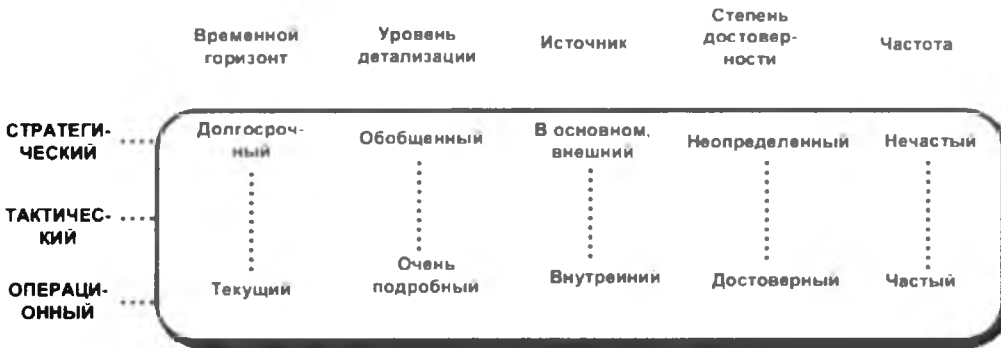 Временной
горизонт
Уровень
детализации
Источник
Степень
достовер-
ности
Частота
СТРАТЕГИ-
ЧЕСКИЙ
Долгосроч-
ный
Обобщенный
В основном,
внешний
Неопределенный
Нечастый
ТАКТИЧЕС-
КИЙ
ОПЕРАЦИ-
ОННЫЙ
Текущий
Очень
подробный
Внутреиний
Достоверный
Частый